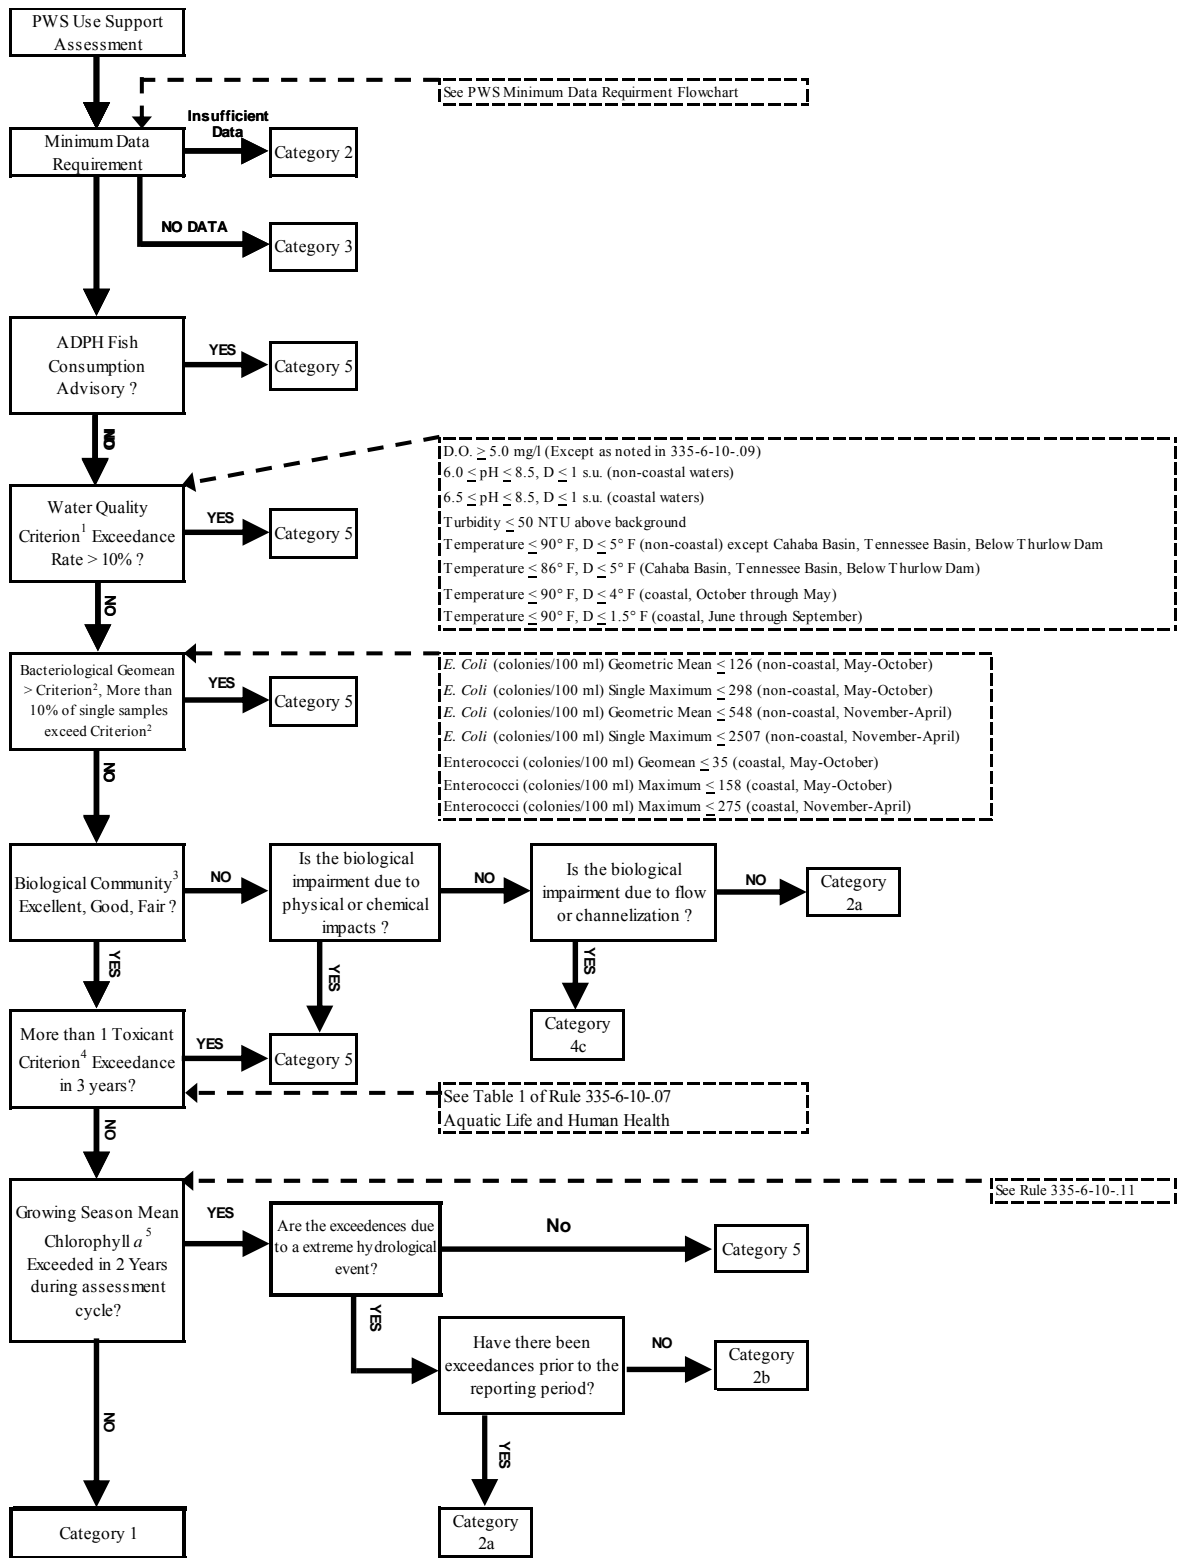 PWS Use Support
Assessment
See PWS Minimum Data Requirment Flowchart
Insufficient
Data
Minimum Data
Requirement
Category 2
NO DATA
Category 3
ADPH Fish
Consumption
Advisory ?
YES
Category 5
NO
D.O. ≥ 5.0 mg/l (Except as noted in 335-6-10-.09)
6.0 ≤ pH ≤ 8.5, D ≤ 1 s.u. (non-coastal waters)
6.5 ≤ pH ≤ 8.5, D ≤ 1 s.u. (coastal waters)
Turbidity ≤ 50 NTU above background
Temperature ≤ 90° F, D ≤ 5° F (non-coastal) except Cahaba Basin, Tennessee Basin, Below Thurlow Dam
Temperature ≤ 86° F, D ≤ 5° F (Cahaba Basin, Tennessee Basin, Below Thurlow Dam)
Temperature ≤ 90° F, D ≤ 4° F (coastal, October through May)
Temperature ≤ 90° F, D ≤ 1.5° F (coastal, June through September)
Water Quality
Criterion¹ Exceedance
Rate > 10% ?
YES
Category 5
NO
Bacteriological Geomean
> Criterion², More than
10% of single samples
exceed Criterion²
YES
Category 5
E. Coli (colonies/100 ml) Geometric Mean ≤ 126 (non-coastal, May-October)
E. Coli (colonies/100 ml) Single Maximum ≤ 298 (non-coastal, May-October)
E. Coli (colonies/100 ml) Geometric Mean ≤ 548 (non-coastal, November-April)
E. Coli (colonies/100 ml) Single Maximum ≤ 2507 (non-coastal, November-April)
Enterococci (colonies/100 ml) Geomean ≤ 35 (coastal, May-October)
Enterococci (colonies/100 ml) Maximum ≤ 158 (coastal, May-October)
Enterococci (colonies/100 ml) Maximum ≤ 275 (coastal, November-April)
NO
Biological Community³
Excellent, Good, Fair ?
NO
Is the biological
impairment due to
physical or chemical
impacts ?
NO
Is the biological
impairment due to flow
or channelization ?
NO
Category
2a
YES
YES
YES
More than 1 Toxicant
Criterion⁴ Exceedance
in 3 years?
YES
Category 5
Category
4c
See Table 1 of Rule 335-6-10-.07
Aquatic Life and Human Health
NO
See Rule 335-6-10-.11
Growing Season Mean
Chlorophyll a⁵
Exceeded in 2 Years
during assessment
cycle?
YES
Are the exceedences due
to a extreme hydrological
event?
No
Category 5
YES
Have there been
exceedances prior to the
reporting period?
NO
Category
2b
NO
YES
Category 1
Category
2a